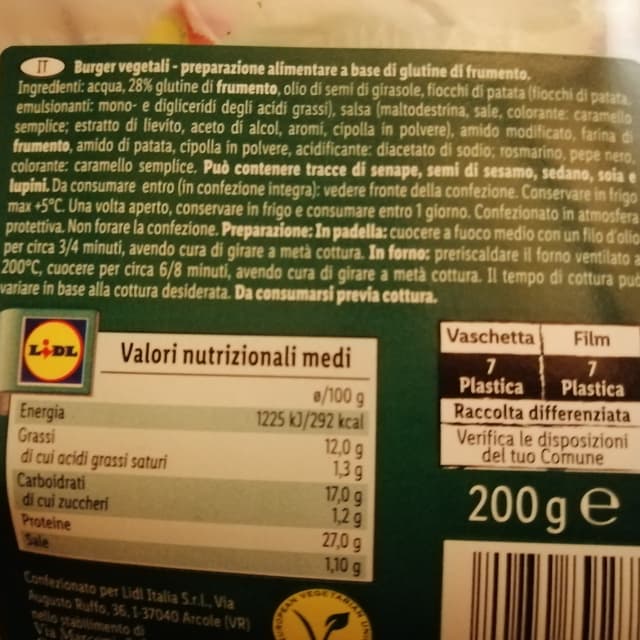 IT Burger vegetali - preparazione alimentare a base di glutine di frumento.
Ingredienti: acqua, 28% glutine di frumento, olio di semi di girasole, fiocchi di patata (fiocchi di patata,
emulsionanti: mono- e digliceridi degli acidi grassi), salsa (maltodestrina, sale, colorante: caramello
semplice; estratto di lievito, aceto di alcol, aromi, cipolla in polvere), amido modificato, farina di
frumento, amido di patata, cipolla in polvere, acidificante: diacetato di sodio; rosmarino, pepe nero,
colorante: caramello semplice. Può contenere tracce di senape, semi di sesamo, sedano, soia e
lupini. Da consumare entro (in confezione integra): vedere fronte della confezione. Conservare in frigo
max +5°C. Una volta aperto, conservare in frigo e consumare entro 1 giorno. Confezionato in atmosfera
protettiva. Non forare la confezione. Preparazione: In padella: cuocere a fuoco medio con un filo d'olio
per circa 3/4 minuti, avendo cura di girare a metà cottura. In forno: preriscaldare il forno ventilato a
200°C, cuocere per circa 6/8 minuti, avendo cura di girare a metà cottura. Il tempo di cottura può
variare in base alla cottura desiderata. Da consumarsi previa cottura.
LIDL
Valori nutrizionali medi
ø/100 g
Energia 1225 kJ/292 kcal
Grassi 12,0 g
di cui acidi grassi saturi 1,3 g
Carboidrati 17,0 g
di cui zuccheri 1,2 g
Proteine 27,0 g
Sale 1,10 g
Vaschetta Film
7 7
Plastica Plastica
Raccolta differenziata
Verifica le disposizioni
del tuo Comune
200 g e
Confezionato per Lidl Italia S.r.l., Via
Augusto Ruffo, 36, I-37040 Arcole (VR)
nello stabilimento di
Via
EUROPEAN VEGETARIAN UN